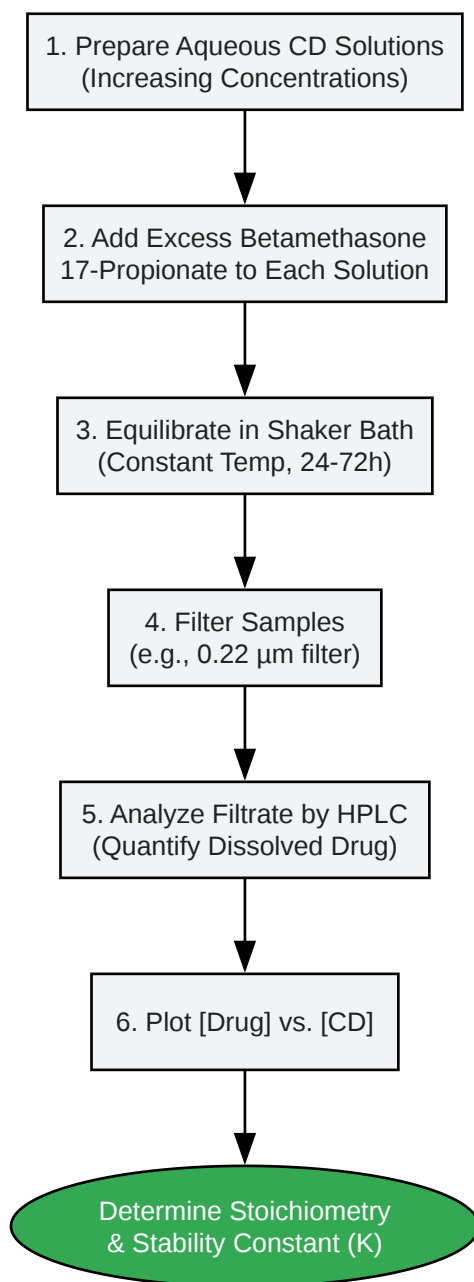 1. Prepare Aqueous CD Solutions
(Increasing Concentrations)
2. Add Excess Betamethasone
17-Propionate to Each Solution
3. Equilibrate in Shaker Bath
(Constant Temp, 24-72h)
4. Filter Samples
(e.g., 0.22 µm filter)
5. Analyze Filtrate by HPLC
(Quantify Dissolved Drug)
6. Plot [Drug] vs. [CD]
Determine Stoichiometry
& Stability Constant (K)